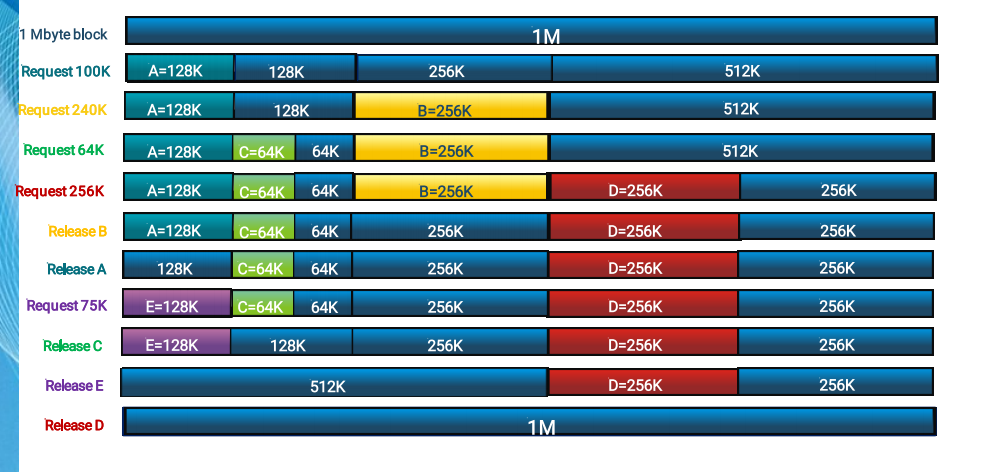 1 Mbyte block 1M
Request 100K A=128K 128K 256K 512K
Request 240K A=128K 128K B=256K 512K
Request 64K A=128K C=64K 64K B=256K 512K
Request 256K A=128K C=64K 64K B=256K D=256K 256K
Release B A=128K C=64K 64K 256K D=256K 256K
Release A 128K C=64K 64K 256K D=256K 256K
Request 75K E=128K C=64K 64K 256K D=256K 256K
Release C E=128K 128K 256K D=256K 256K
Release E 512K D=256K 256K
Release D 1M